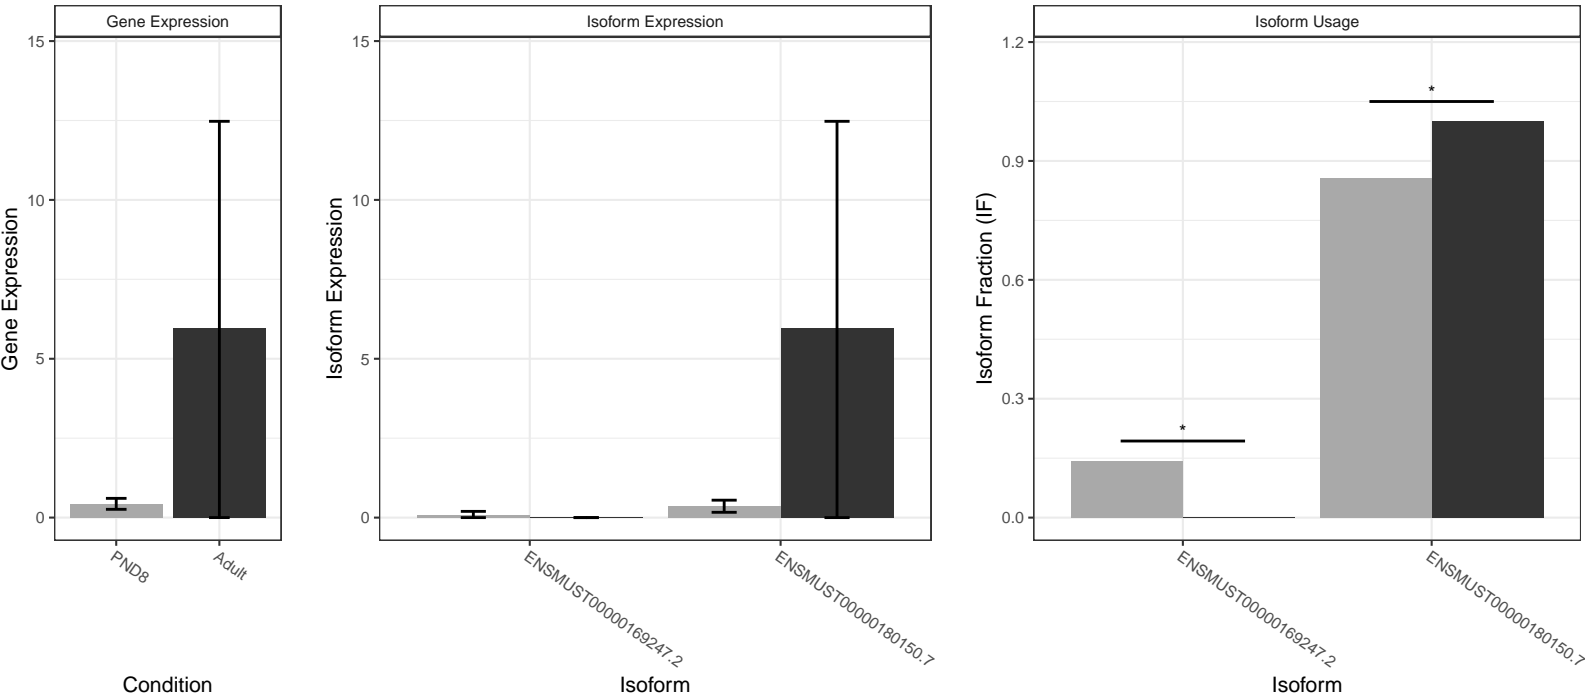 Gene Expression
Isoform Expression
Isoform Usage
Gene Expression
15
10
5
0
PND8
Adult
Condition
Isoform Expression
15
10
5
0
ENSMUST00000169247.2
ENSMUST00000180150.7
Isoform
Isoform Fraction (IF)
1.2
0.9
0.6
0.3
0.0
*
*
ENSMUST00000169247.2
ENSMUST00000180150.7
Isoform